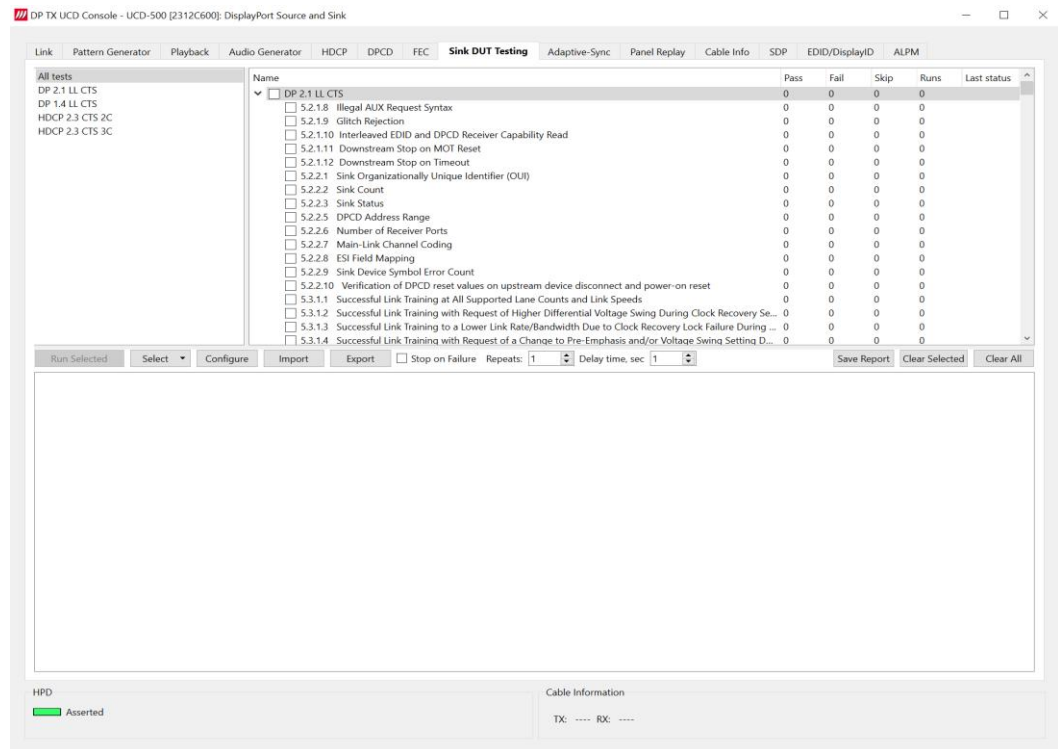 DP TX UCD Console - UCD-500 [2312C600]: DisplayPort Source and Sink
Link Pattern Generator Playback Audio Generator HDCP DPCD FEC Sink DUT Testing Adaptive-Sync Panel Replay Cable Info SDP EDID/DisplayID ALPM
All tests
DP 2.1 LL CTS
DP 1.4 LL CTS
HDCP 2.3 CTS 2C
HDCP 2.3 CTS 3C
Name Pass Fail Skip Runs Last status
DP 2.1 LL CTS 0 0 0 0
5.2.1.8 Illegal AUX Request Syntax 0 0 0 0
5.2.1.9 Glitch Rejection 0 0 0 0
5.2.1.10 Interleaved EDID and DPCD Receiver Capability Read 0 0 0 0
5.2.1.11 Downstream Stop on MOT Reset 0 0 0 0
5.2.1.12 Downstream Stop on Timeout 0 0 0 0
5.2.2.1 Sink Organizationally Unique Identifier (OUI) 0 0 0 0
5.2.2.2 Sink Count 0 0 0 0
5.2.2.3 Sink Status 0 0 0 0
5.2.2.5 DPCD Address Range 0 0 0 0
5.2.2.6 Number of Receiver Ports 0 0 0 0
5.2.2.7 Main-Link Channel Coding 0 0 0 0
5.2.2.8 ESI Field Mapping 0 0 0 0
5.2.2.9 Sink Device Symbol Error Count 0 0 0 0
5.2.2.10 Verification of DPCD reset values on upstream device disconnect and power-on reset 0 0 0 0
5.3.1.1 Successful Link Training at All Supported Lane Counts and Link Speeds 0 0 0 0
5.3.1.2 Successful Link Training with Request of Higher Differential Voltage Swing During Clock Recovery Se... 0 0 0 0
5.3.1.3 Successful Link Training to a Lower Link Rate/Bandwidth Due to Clock Recovery Lock Failure During ... 0 0 0 0
5.3.1.4 Successful Link Training with Request of a Change to Pre-Emphasis and/or Voltage Swing Setting D... 0 0 0 0
Run Selected Select Configure Import Export Stop on Failure Repeats: 1 Delay time, sec 1 Save Report Clear Selected Clear All
HPD
Asserted
Cable Information
TX: ---- RX: ----